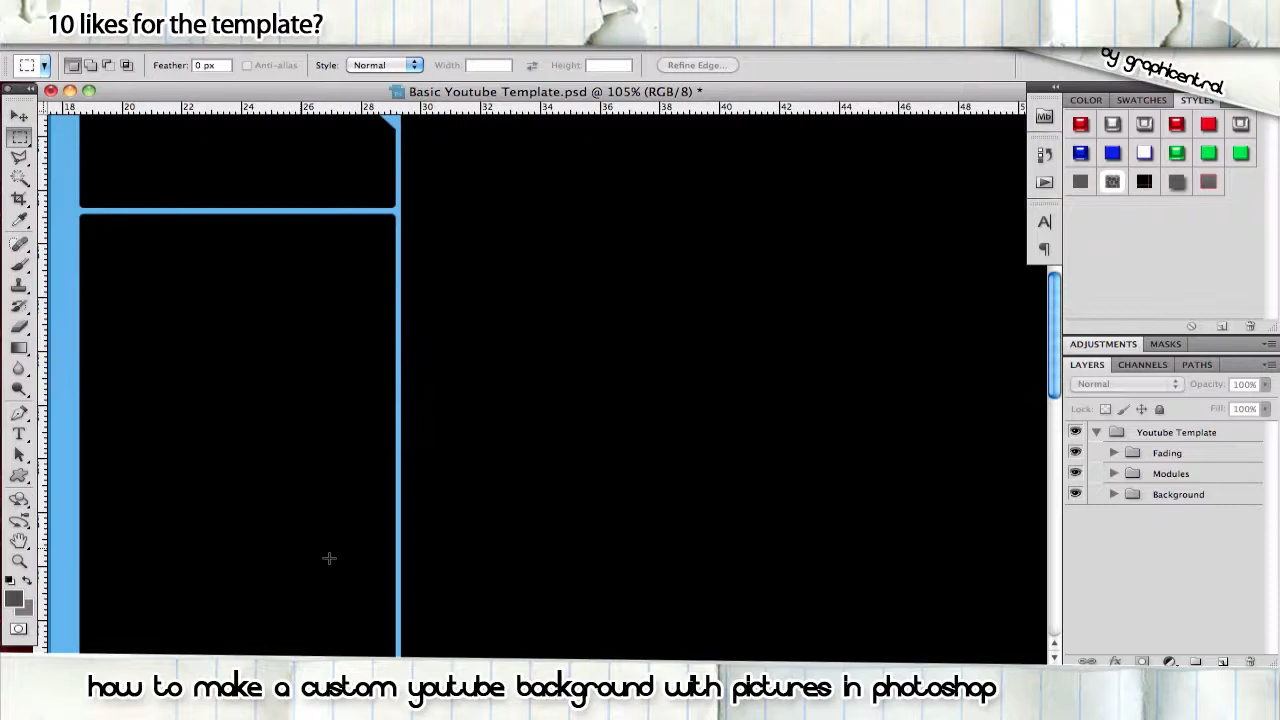 10 likes for the template?
by graphicentral
Feather: 0 px Anti-alias Style: Normal Width: Height: Refine Edge...
Basic Youtube Template.psd @ 105% (RGB/8) *
18 20 22 24 26 28 30 32 34 36 38 40 42 44 46 48 5
COLOR SWATCHES STYLES
Mb
A
ADJUSTMENTS MASKS
LAYERS CHANNELS PATHS
Normal Opacity: 100%
Lock: Fill: 100%
Youtube Template
Fading
Modules
Background
fx
how to make a custom youtube background with pictures in photoshop